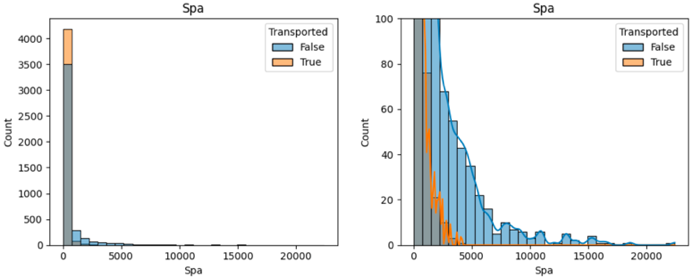 Spa
Transported
False
True
Count
4000
3500
3000
2500
2000
1500
1000
500
0
0 5000 10000 15000 20000
Spa
Spa
Transported
False
True
Count
100
80
60
40
20
0
0 5000 10000 15000 20000
Spa